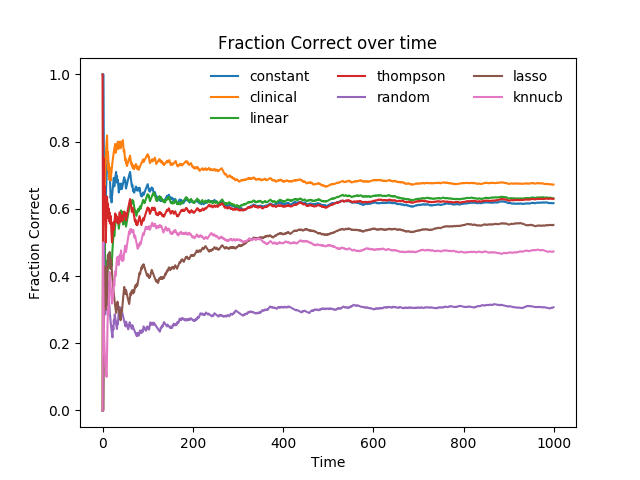 Fraction Correct over time
constant thompson lasso
clinical random knnucb
linear
1.0
0.8
0.6
0.4
0.2
0.0
Fraction Correct
0 200 400 600 800 1000
Time